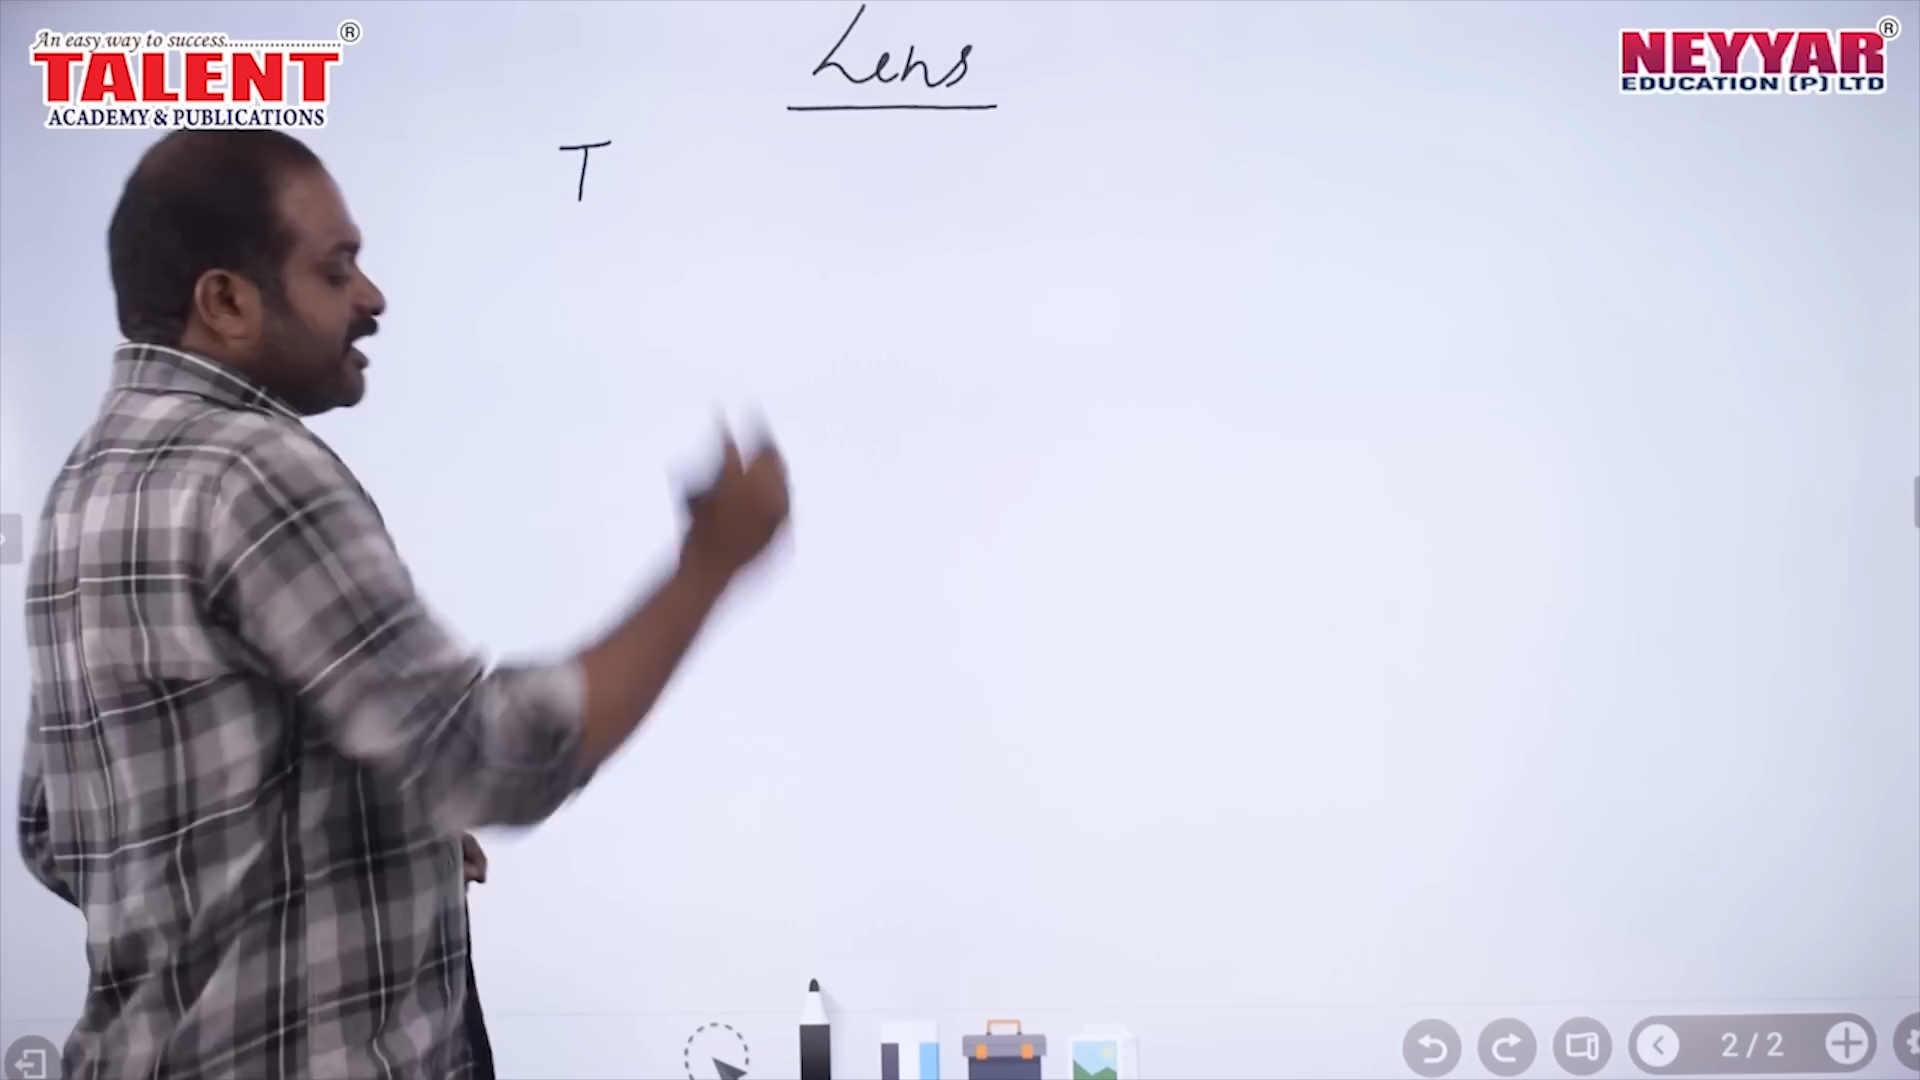 An easy way to success.......................®
TALENT
ACADEMY & PUBLICATIONS
Lens
NEYYAR®
EDUCATION (P) LTD
T
2/2